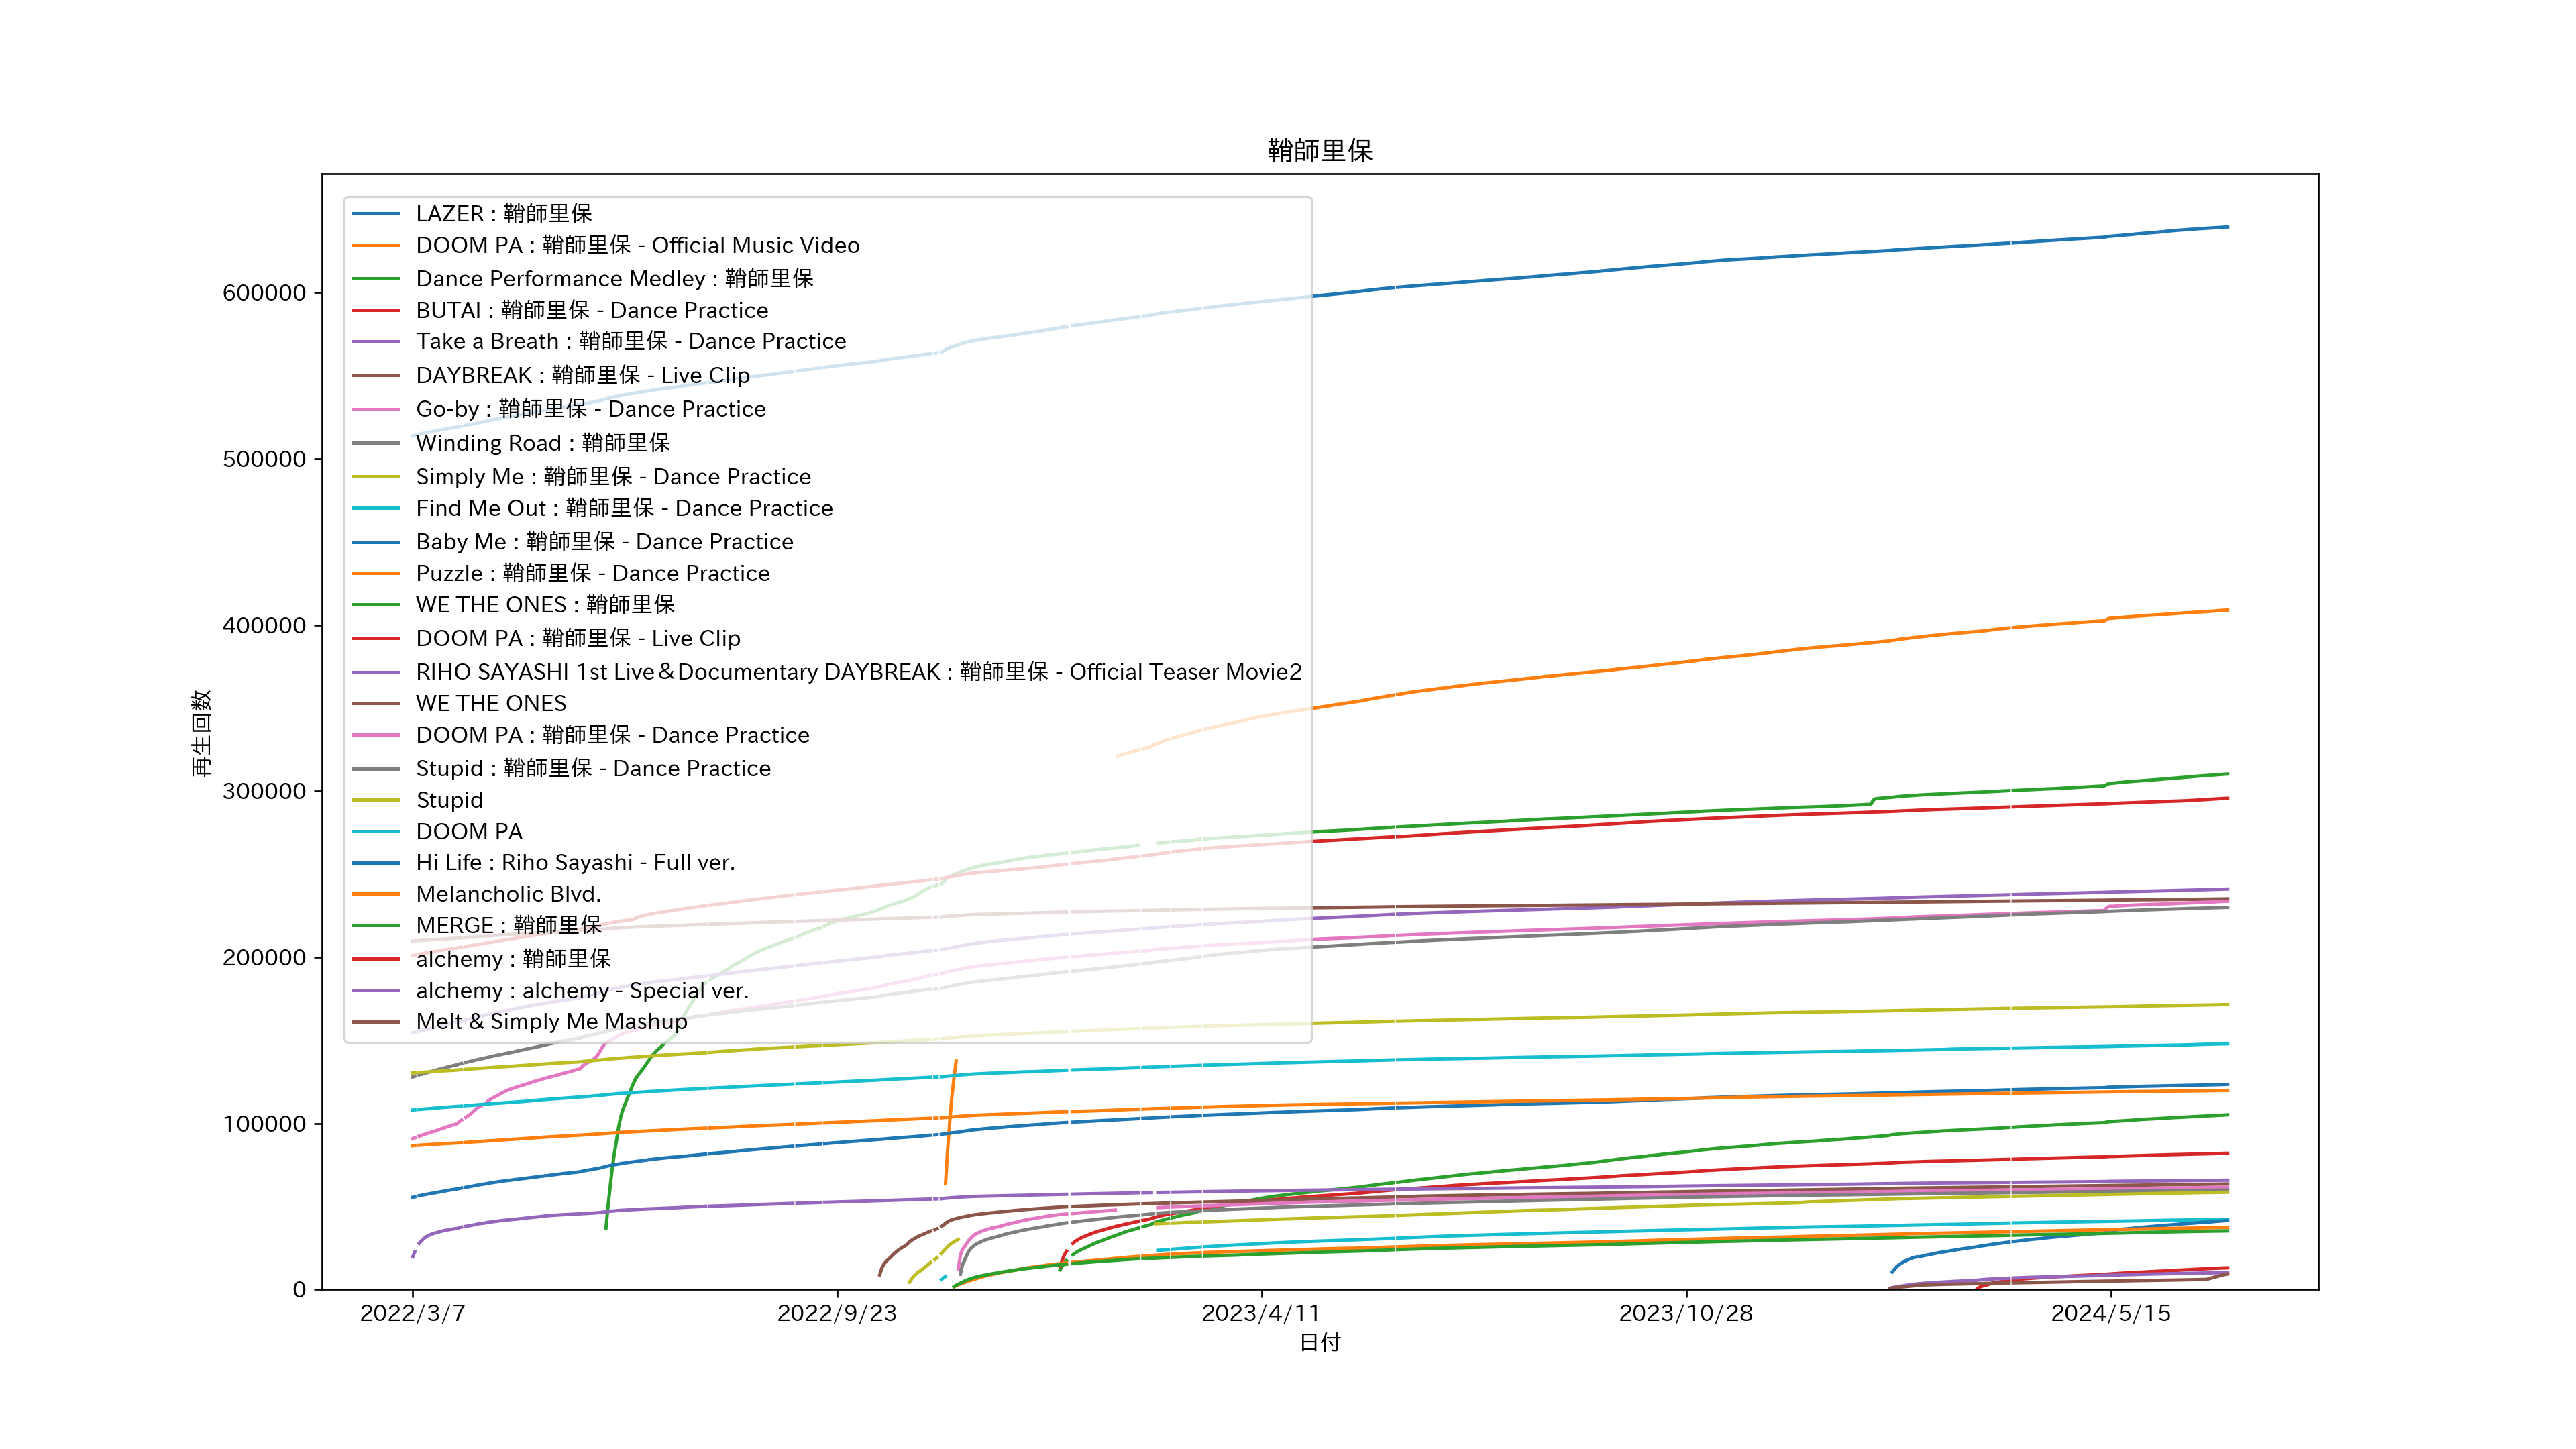 鞘師里保
LAZER : 鞘師里保
DOOM PA : 鞘師里保 - Official Music Video
Dance Performance Medley : 鞘師里保
BUTAI : 鞘師里保 - Dance Practice
Take a Breath : 鞘師里保 - Dance Practice
DAYBREAK : 鞘師里保 - Live Clip
Go-by : 鞘師里保 - Dance Practice
Winding Road : 鞘師里保
Simply Me : 鞘師里保 - Dance Practice
Find Me Out : 鞘師里保 - Dance Practice
Baby Me : 鞘師里保 - Dance Practice
Puzzle : 鞘師里保 - Dance Practice
WE THE ONES : 鞘師里保
DOOM PA : 鞘師里保 - Live Clip
RIHO SAYASHI 1st Live＆Documentary DAYBREAK : 鞘師里保 - Official Teaser Movie2
WE THE ONES
DOOM PA : 鞘師里保 - Dance Practice
Stupid : 鞘師里保 - Dance Practice
Stupid
DOOM PA
Hi Life : Riho Sayashi - Full ver.
Melancholic Blvd.
MERGE : 鞘師里保
alchemy : 鞘師里保
alchemy : alchemy - Special ver.
Melt & Simply Me Mashup
再生回数
600000
500000
400000
300000
200000
100000
0
2022/3/7 2022/9/23 2023/4/11 2023/10/28 2024/5/15
日付